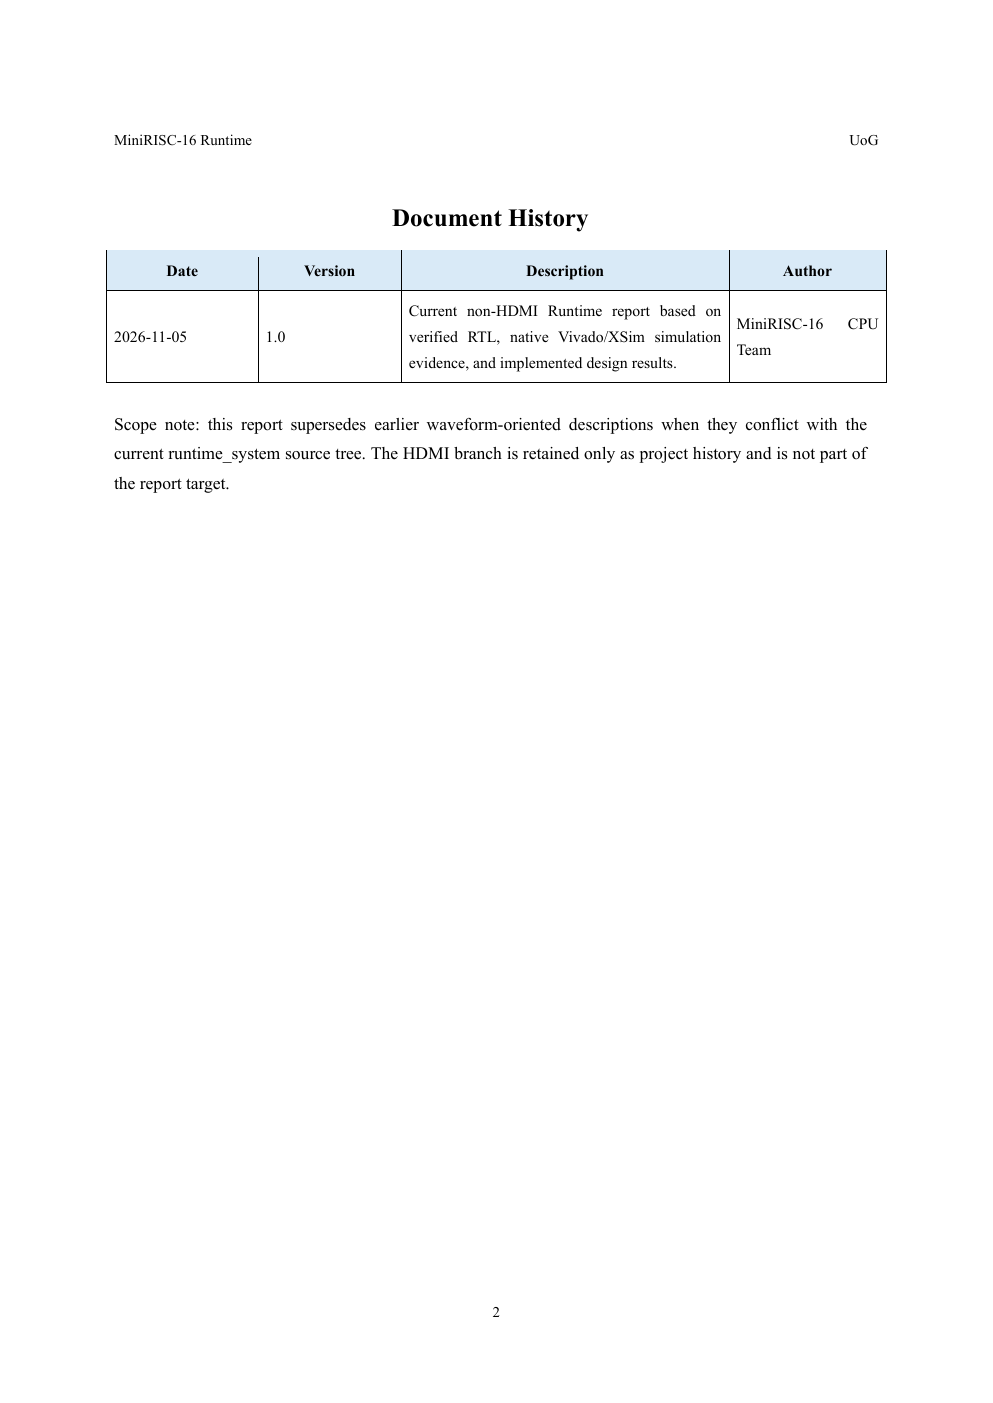 MiniRISC-16 Runtime UoG
Document History
Date Version Description Author
2026-11-05 1.0 Current non-HDMI Runtime report based on
verified RTL, native Vivado/XSim simulation
evidence, and implemented design results.
MiniRISC-16 CPU
Team
Scope note: this report supersedes earlier waveform-oriented descriptions when they conflict with the
current runtime_system source tree. The HDMI branch is retained only as project history and is not part of
the report target.
2